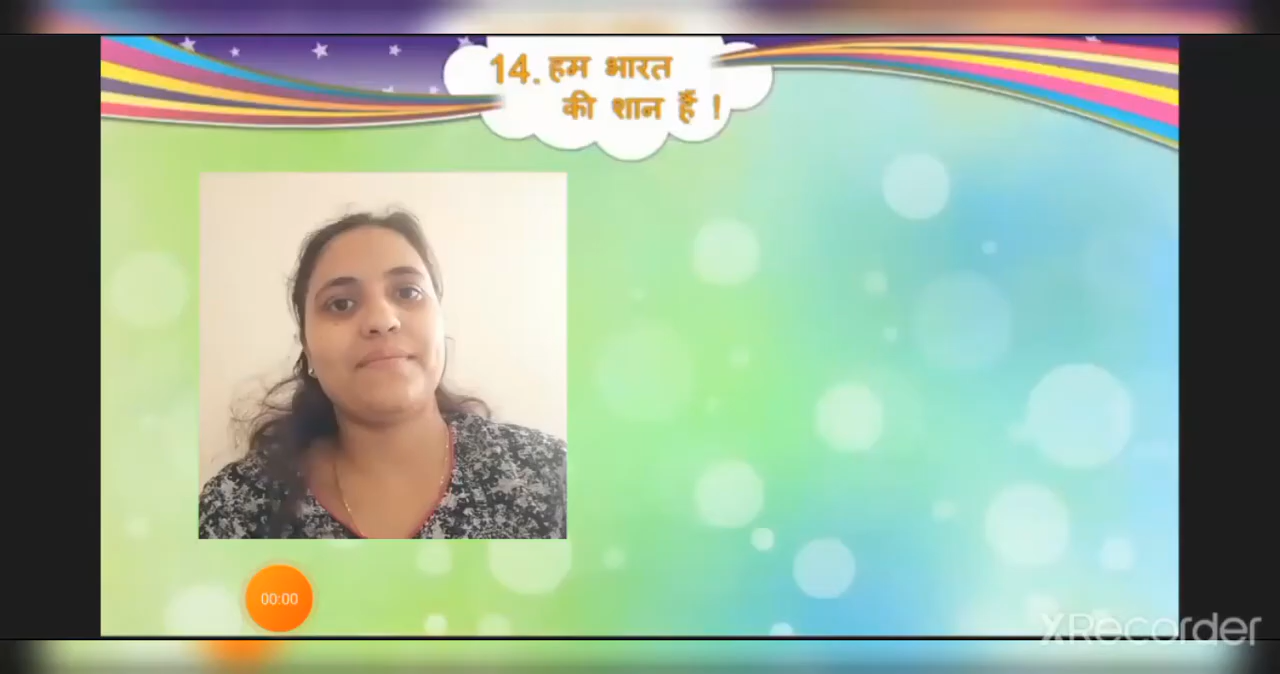 14. हम भारत
की शान हैं !
00:00
XRecorder